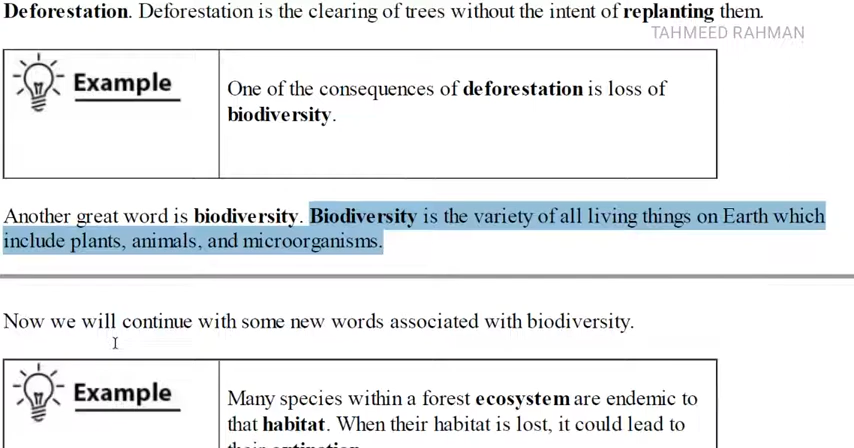 Deforestation. Deforestation is the clearing of trees without the intent of replanting them.
TAHMEED RAHMAN
Example
One of the consequences of deforestation is loss of
biodiversity.
Another great word is biodiversity. Biodiversity is the variety of all living things on Earth which
include plants, animals, and microorganisms.
Now we will continue with some new words associated with biodiversity.
Example
Many species within a forest ecosystem are endemic to
that habitat. When their habitat is lost, it could lead to
their extinction